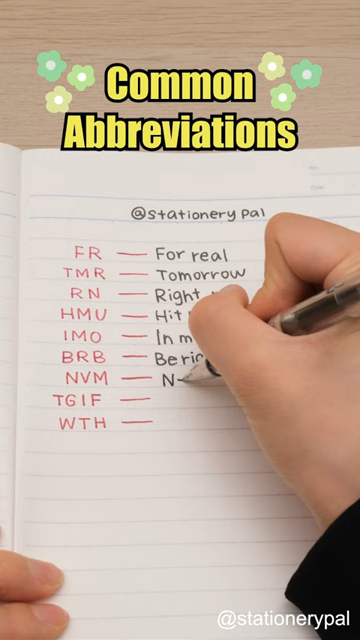 Common
Abbreviations
@stationery pal
FR — For real
TMR — Tomorrow
RN — Right
HMU — Hit
IMO — In m
BRB — Be rig
NVM — N
TGIF —
WTH —
@stationerypal